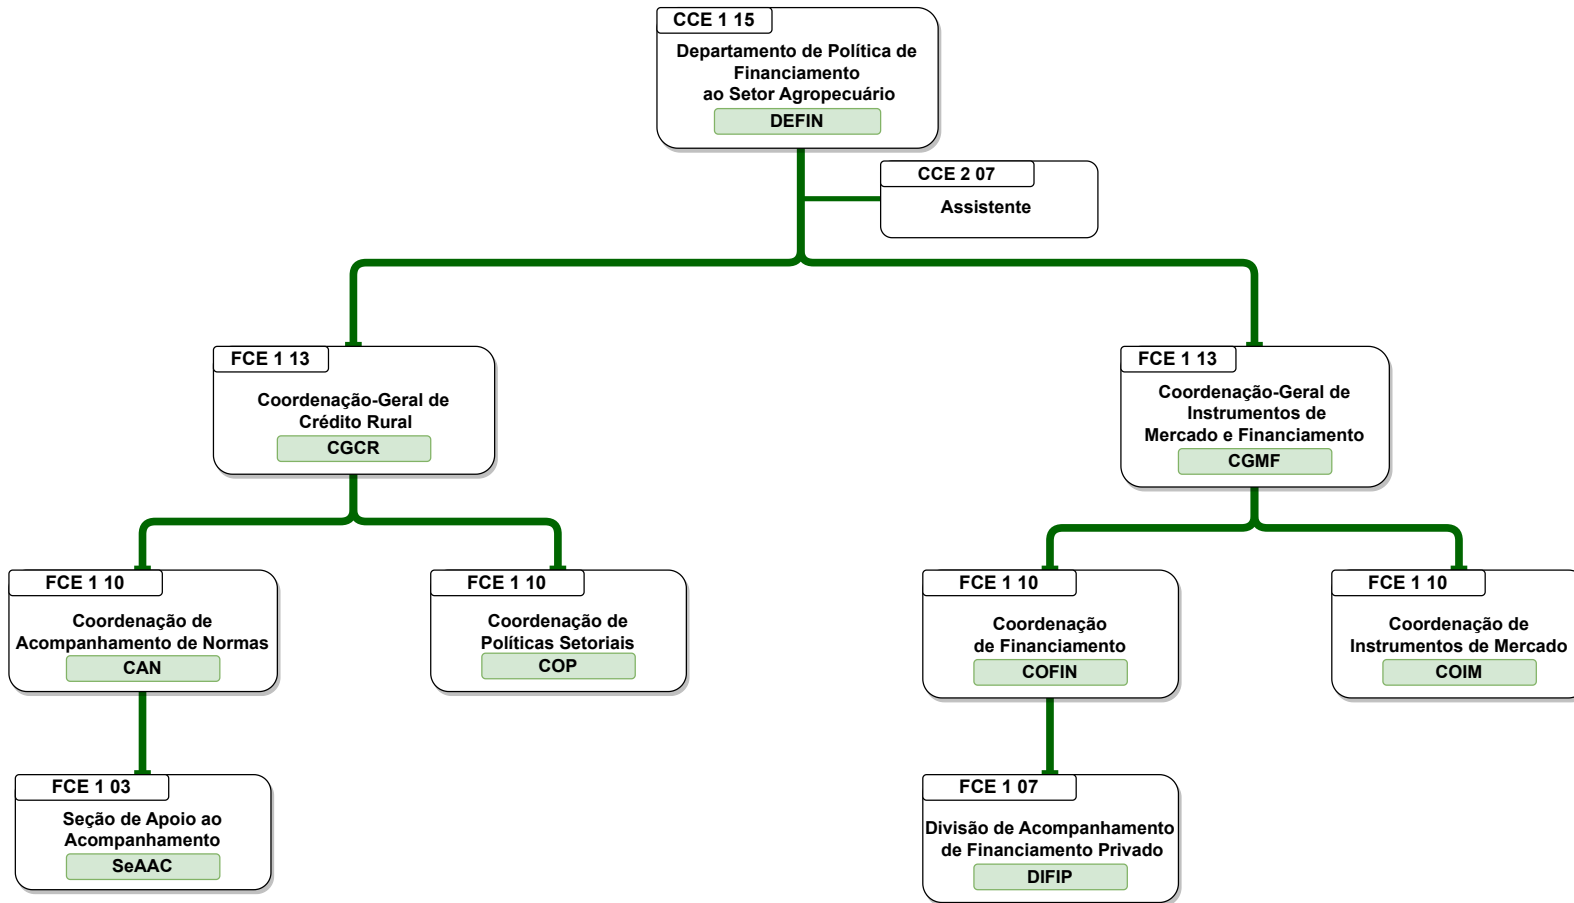 CCE 1 15
Departamento de Política de
Financiamento
ao Setor Agropecuário
DEFIN
CCE 2 07
Assistente
FCE 1 13
Coordenação-Geral de
Crédito Rural
CGCR
FCE 1 13
Coordenação-Geral de
Instrumentos de
Mercado e Financiamento
CGMF
FCE 1 10
Coordenação de
Acompanhamento de Normas
CAN
FCE 1 10
Coordenação de
Políticas Setoriais
COP
FCE 1 10
Coordenação
de Financiamento
COFIN
FCE 1 10
Coordenação de
Instrumentos de Mercado
COIM
FCE 1 03
Seção de Apoio ao
Acompanhamento
SeAAC
FCE 1 07
Divisão de Acompanhamento
de Financiamento Privado
DIFIP